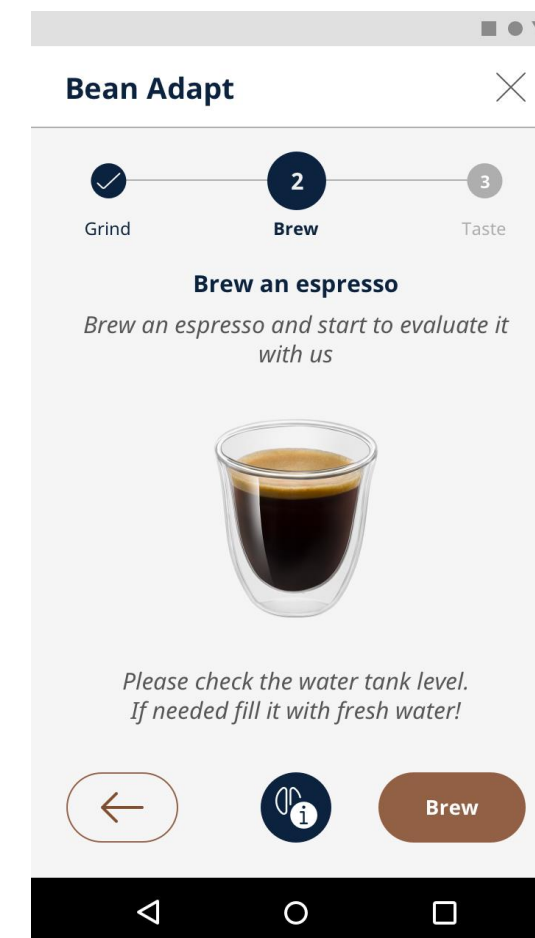 Bean Adapt
2
3
Grind
Brew
Taste
Brew an espresso
Brew an espresso and start to evaluate it
with us
Please check the water tank level.
If needed fill it with fresh water!
i
Brew